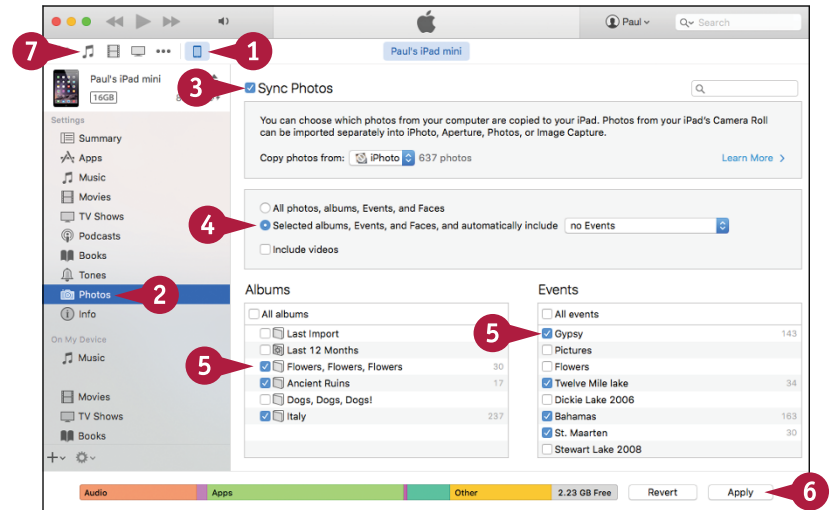 Paul
Search
7
1
Paul's iPad mini
Paul's iPad mini
16GB
3
Sync Photos
Settings
Summary
Apps
Music
Movies
TV Shows
Podcasts
Books
Tones
Photos
2
Info
On My Device
Music
Movies
TV Shows
Books
You can choose which photos from your computer are copied to your iPad. Photos from your iPad's Camera Roll
can be imported separately into iPhoto, Aperture, Photos, or Image Capture.
Copy photos from: iPhoto 637 photos
Learn More >
All photos, albums, Events, and Faces
4
Selected albums, Events, and Faces, and automatically include no Events
Include videos
Albums
All albums
Last Import
Last 12 Months
5
Flowers, Flowers, Flowers 30
Ancient Ruins 17
Dogs, Dogs, Dogs!
Italy 237
Events
All events
5
Gypsy 143
Pictures
Flowers
Twelve Mile lake 34
Dickie Lake 2006
Bahamas 163
St. Maarten 30
Stewart Lake 2008
Audio
Apps
Other
2.23 GB Free
Revert
Apply
6